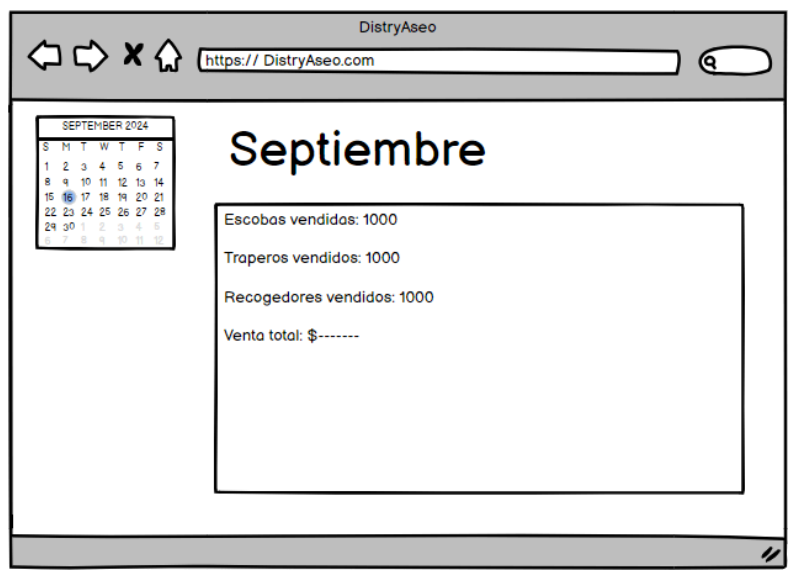 DistryAseo
https:// DistryAseo.com
SEPTEMBER 2024
S M T W T F S
1 2 3 4 5 6 7
8 9 10 11 12 13 14
15 16 17 18 19 20 21
22 23 24 25 26 27 28
29 30 1 2 3 4 5
6 7 8 9 10 11 12
Septiembre
Escobas vendidas: 1000
Traperos vendidos: 1000
Recogedores vendidos: 1000
Venta total: $-------